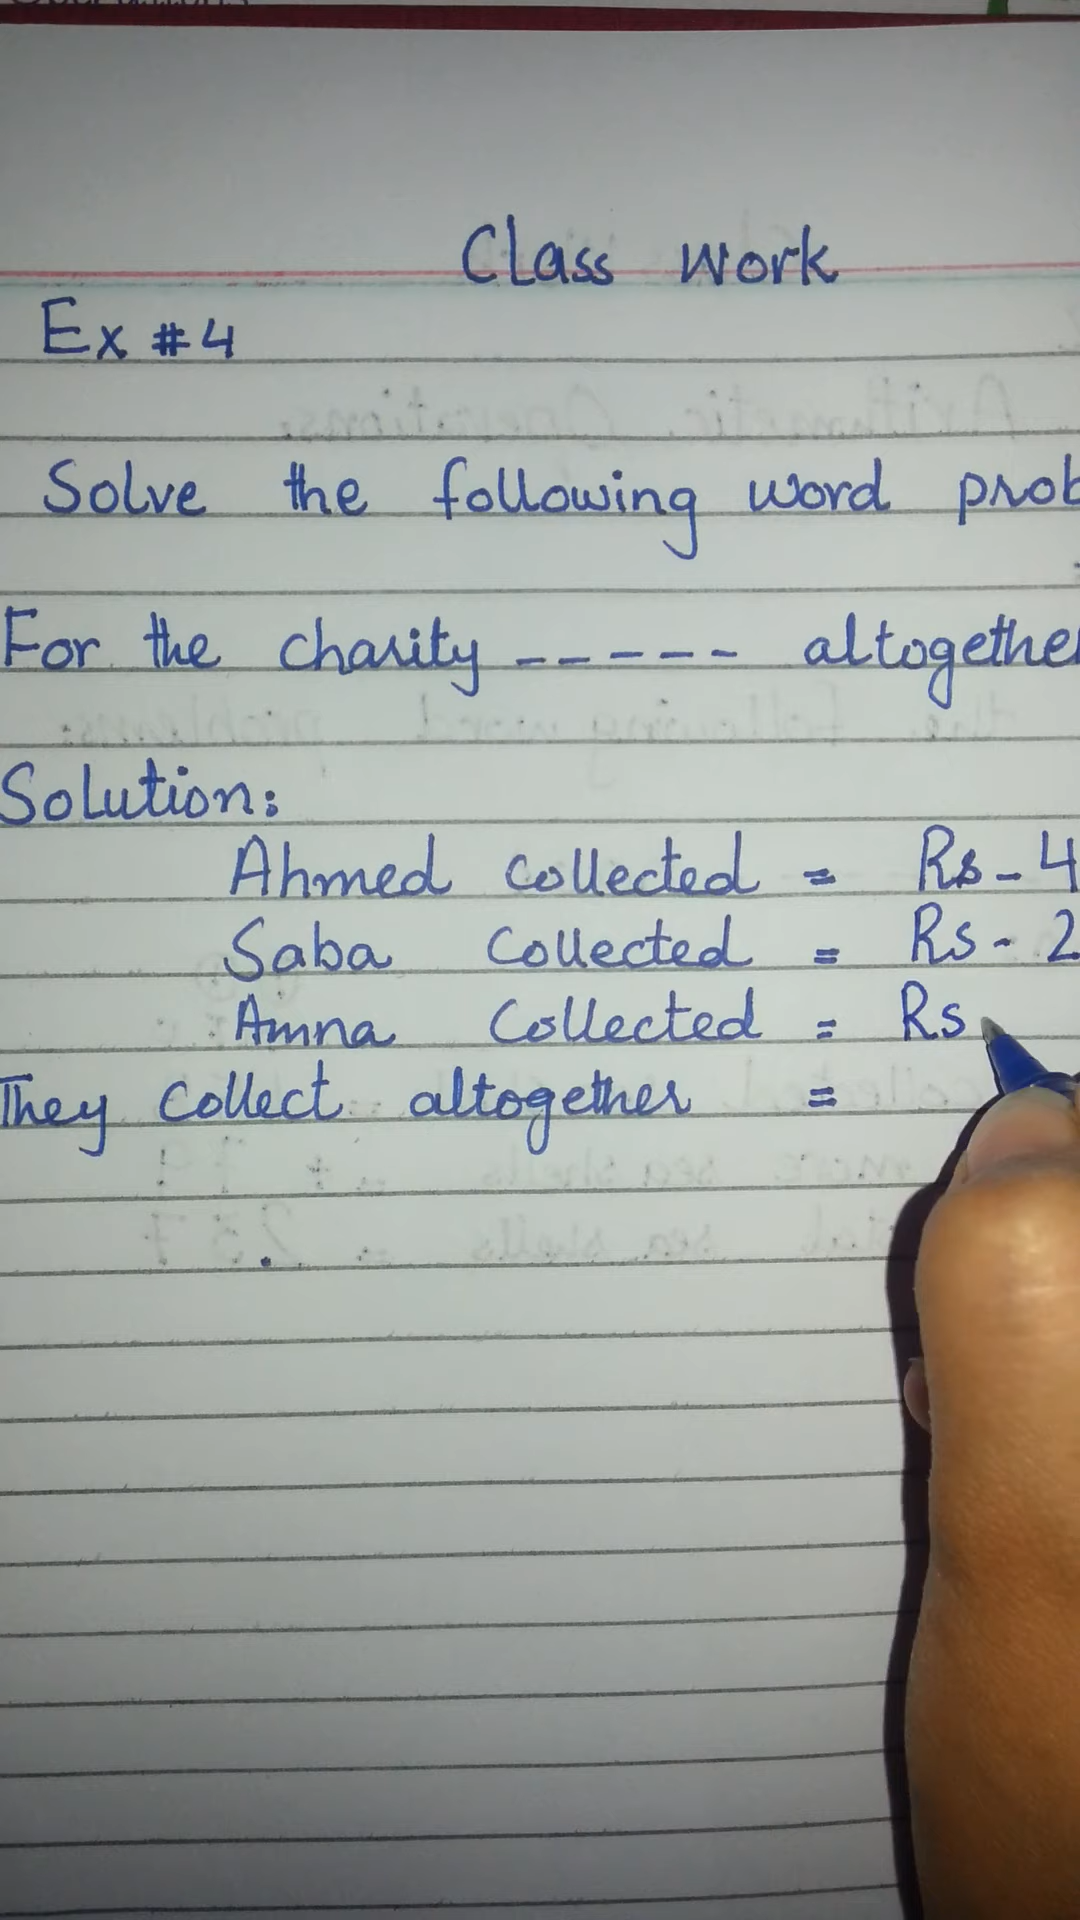 Class Work
Ex # 4
Solve the following word prob
For the charity ------ altogether
Solution:
Ahmed collected = Rs - 4
Saba collected = Rs - 2
Amna collected = Rs
They collect altogether =